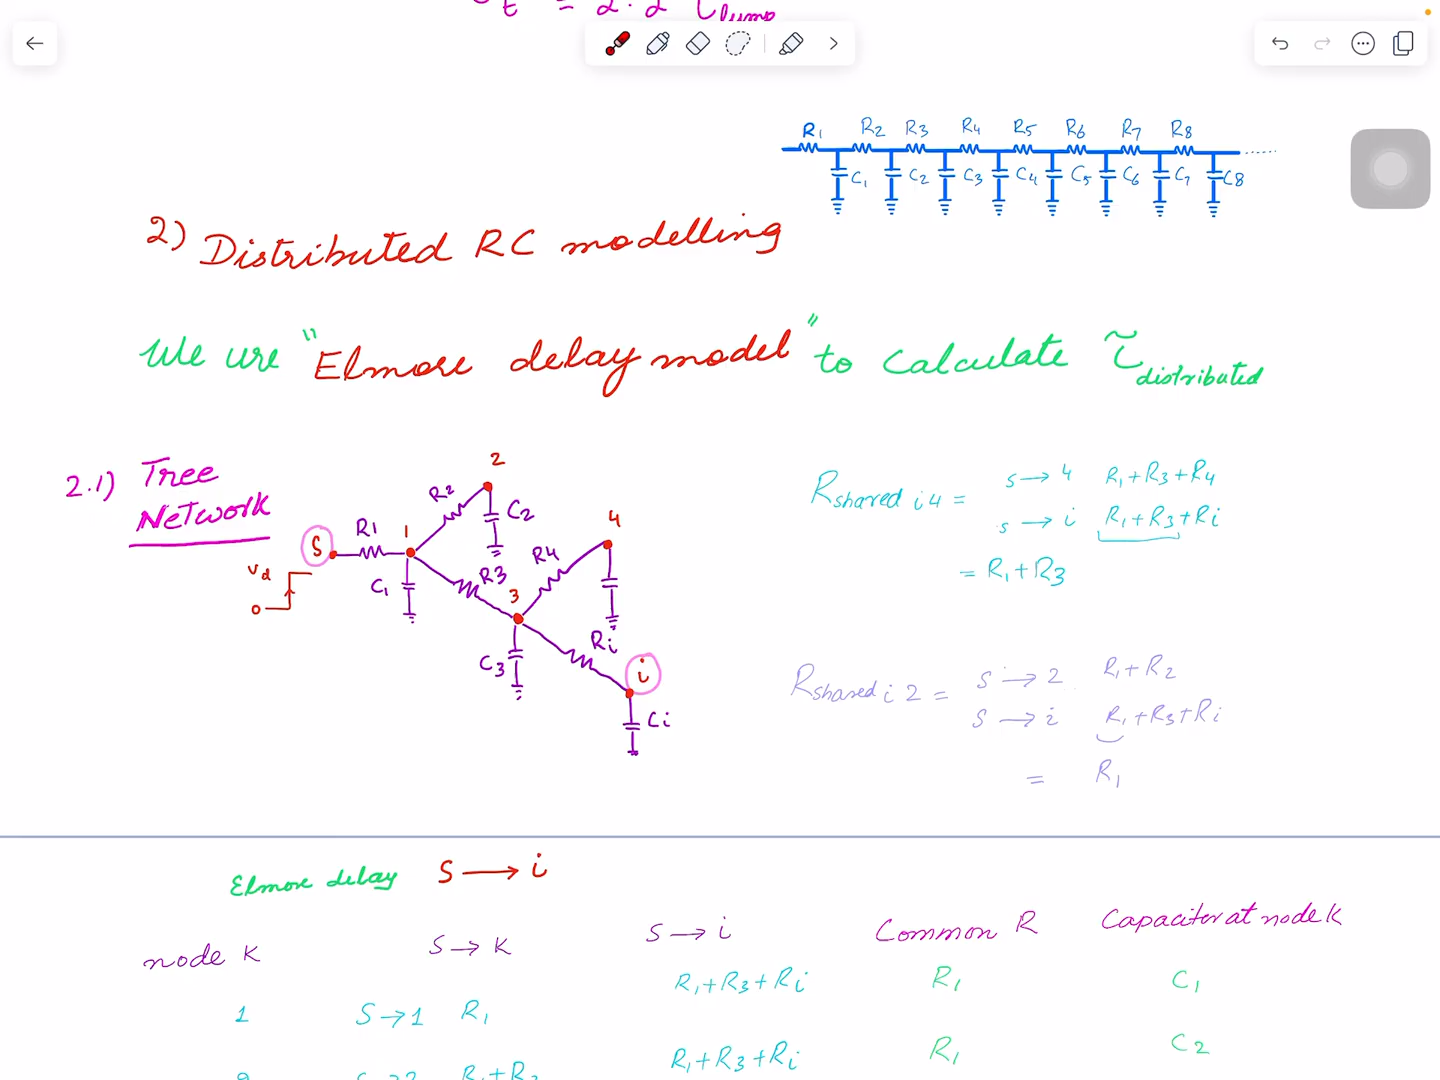 R1 R2 R3 R4 R5 R6 R7 R8
C1 C2 C3 C4 C5 C6 C7 C8
2) Distributed RC modelling
We use "Elmore delay model" to calculate τ distributed
2.1) Tree
Network
S
Vd
0
R1
1
C1
R2
2
C2
R3
3
C3
R4
4
Ri
i
Ci
Rshared i4 = s → 4 R1+R3+R4
s → i R1+R3+Ri
= R1+R3
Rshared i2 = s → 2 R1+R2
s → i R1+R3+Ri
= R1
Elmore delay S → i
node K S → K S → i Common R Capacitor at node K
1 S → 1 R1 R1+R3+Ri R1 C1
R1+R2 R1+R3+Ri R1 C2